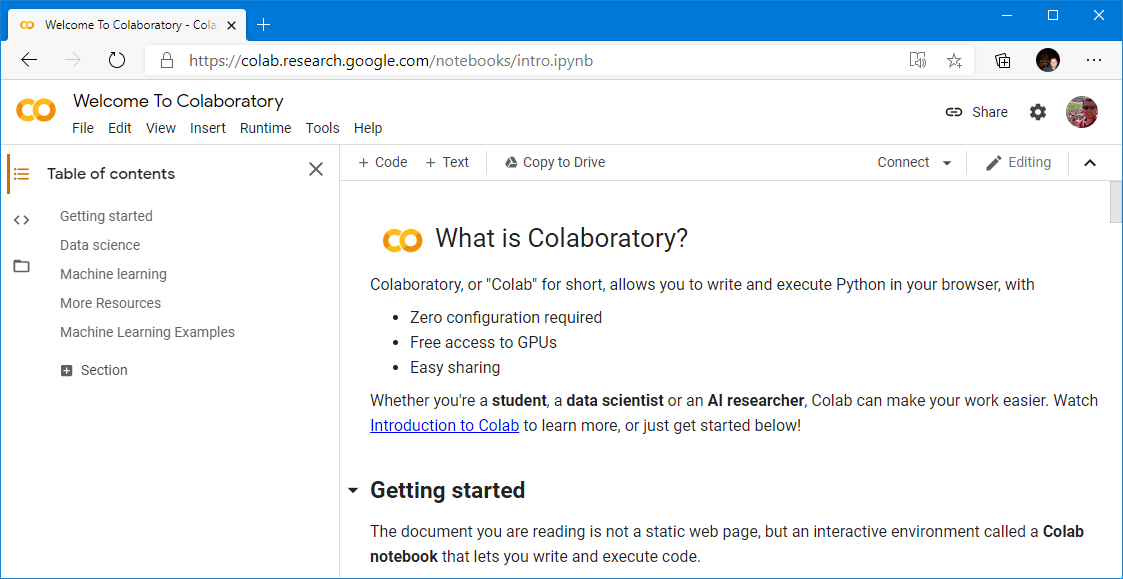 Welcome To Colaboratory - Cola
https://colab.research.google.com/notebooks/intro.ipynb
Welcome To Colaboratory
File Edit View Insert Runtime Tools Help
Share
Table of contents
Getting started
Data science
Machine learning
More Resources
Machine Learning Examples
Section
+ Code + Text Copy to Drive Connect Editing
What is Colaboratory?
Colaboratory, or "Colab" for short, allows you to write and execute Python in your browser, with
• Zero configuration required
• Free access to GPUs
• Easy sharing
Whether you're a student, a data scientist or an AI researcher, Colab can make your work easier. Watch
Introduction to Colab to learn more, or just get started below!
Getting started
The document you are reading is not a static web page, but an interactive environment called a Colab
notebook that lets you write and execute code.